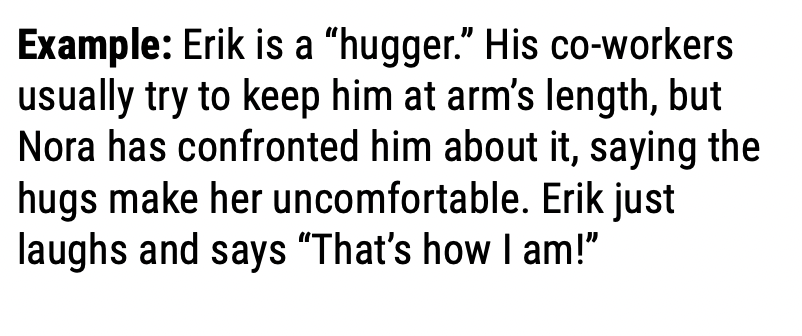 Example: Erik is a “hugger.” His co-workers
usually try to keep him at arm’s length, but
Nora has confronted him about it, saying the
hugs make her uncomfortable. Erik just
laughs and says “That’s how I am!”